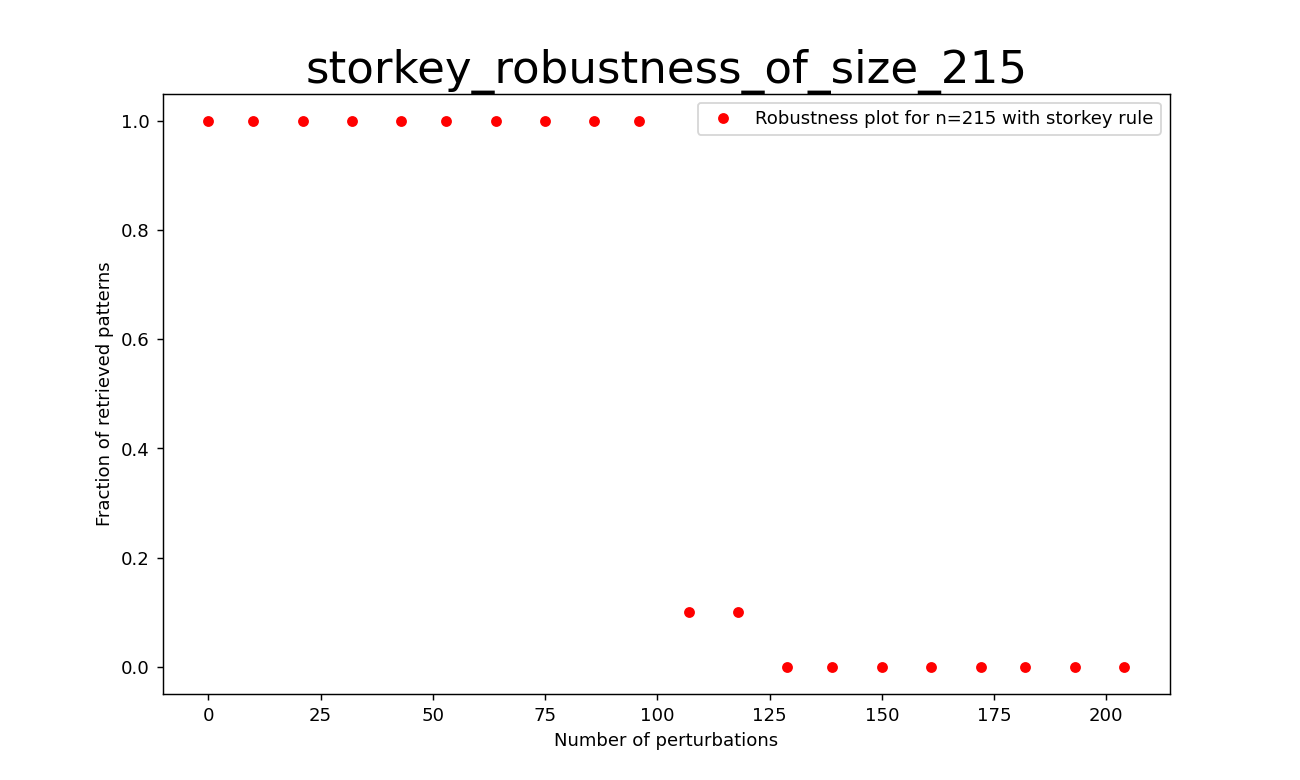 storkey_robustness_of_size_215
Robustness plot for n=215 with storkey rule
1.0
0.8
0.6
0.4
0.2
0.0
Fraction of retrieved patterns
0 25 50 75 100 125 150 175 200
Number of perturbations